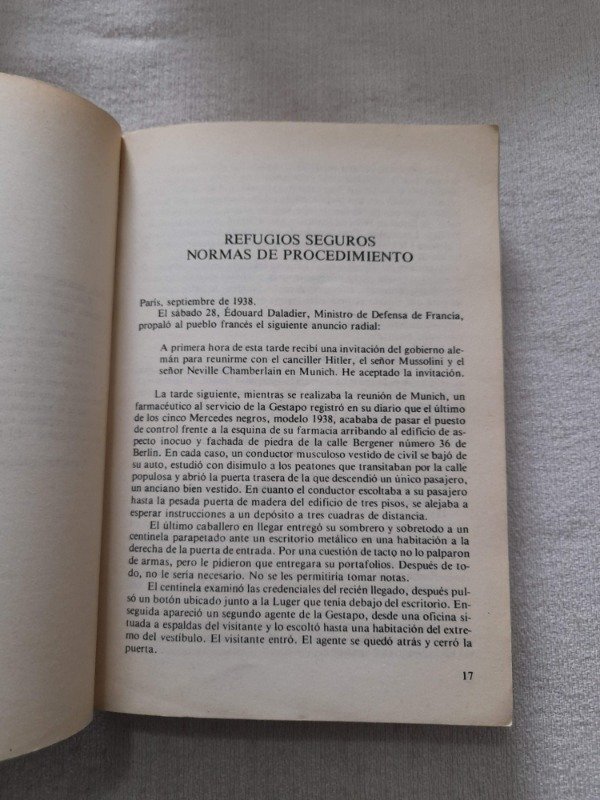 REFUGIOS SEGUROS
NORMAS DE PROCEDIMIENTO
París, septiembre de 1938.
El sábado 28, Édouard Daladier, Ministro de Defensa de Francia,
propaló al pueblo francés el siguiente anuncio radial:
A primera hora de esta tarde recibí una invitación del gobierno ale-
mán para reunirme con el canciller Hitler, el señor Mussolini y el
señor Neville Chamberlain en Munich. He aceptado la invitación.
La tarde siguiente, mientras se realizaba la reunión de Munich, un
farmacéutico al servicio de la Gestapo registró en su diario que el último
de los cinco Mercedes negros, modelo 1938, acababa de pasar el puesto
de control frente a la esquina de su farmacia arribando al edificio de as-
pecto inocuo y fachada de piedra de la calle Bergener número 36 de
Berlín. En cada caso, un conductor musculoso vestido de civil se bajó de
su auto, estudió con disimulo a los peatones que transitaban por la calle
populosa y abrió la puerta trasera de la que descendió un único pasajero,
un anciano bien vestido. En cuanto el conductor escoltaba a su pasajero
hasta la pesada puerta de madera del edificio de tres pisos, se alejaba a
esperar instrucciones a un depósito a tres cuadras de distancia.
El último caballero en llegar entregó su sombrero y sobretodo a un
centinela parapetado ante un escritorio metálico en una habitación a la
derecha de la puerta de entrada. Por una cuestión de tacto no lo palparon
de armas, pero le pidieron que entregara su portafolios. Después de to-
do, no le sería necesario. No se les permitiría tomar notas.
El centinela examinó las credenciales del recién llegado, después pul-
só un botón ubicado junto a la Luger que tenía debajo del escritorio. En-
seguida apareció un segundo agente de la Gestapo, desde una oficina si-
tuada a espaldas del visitante y lo escoltó hasta una habitación del extre-
mo del vestíbulo. El visitante entró. El agente se quedó atrás y cerró la
puerta.
17